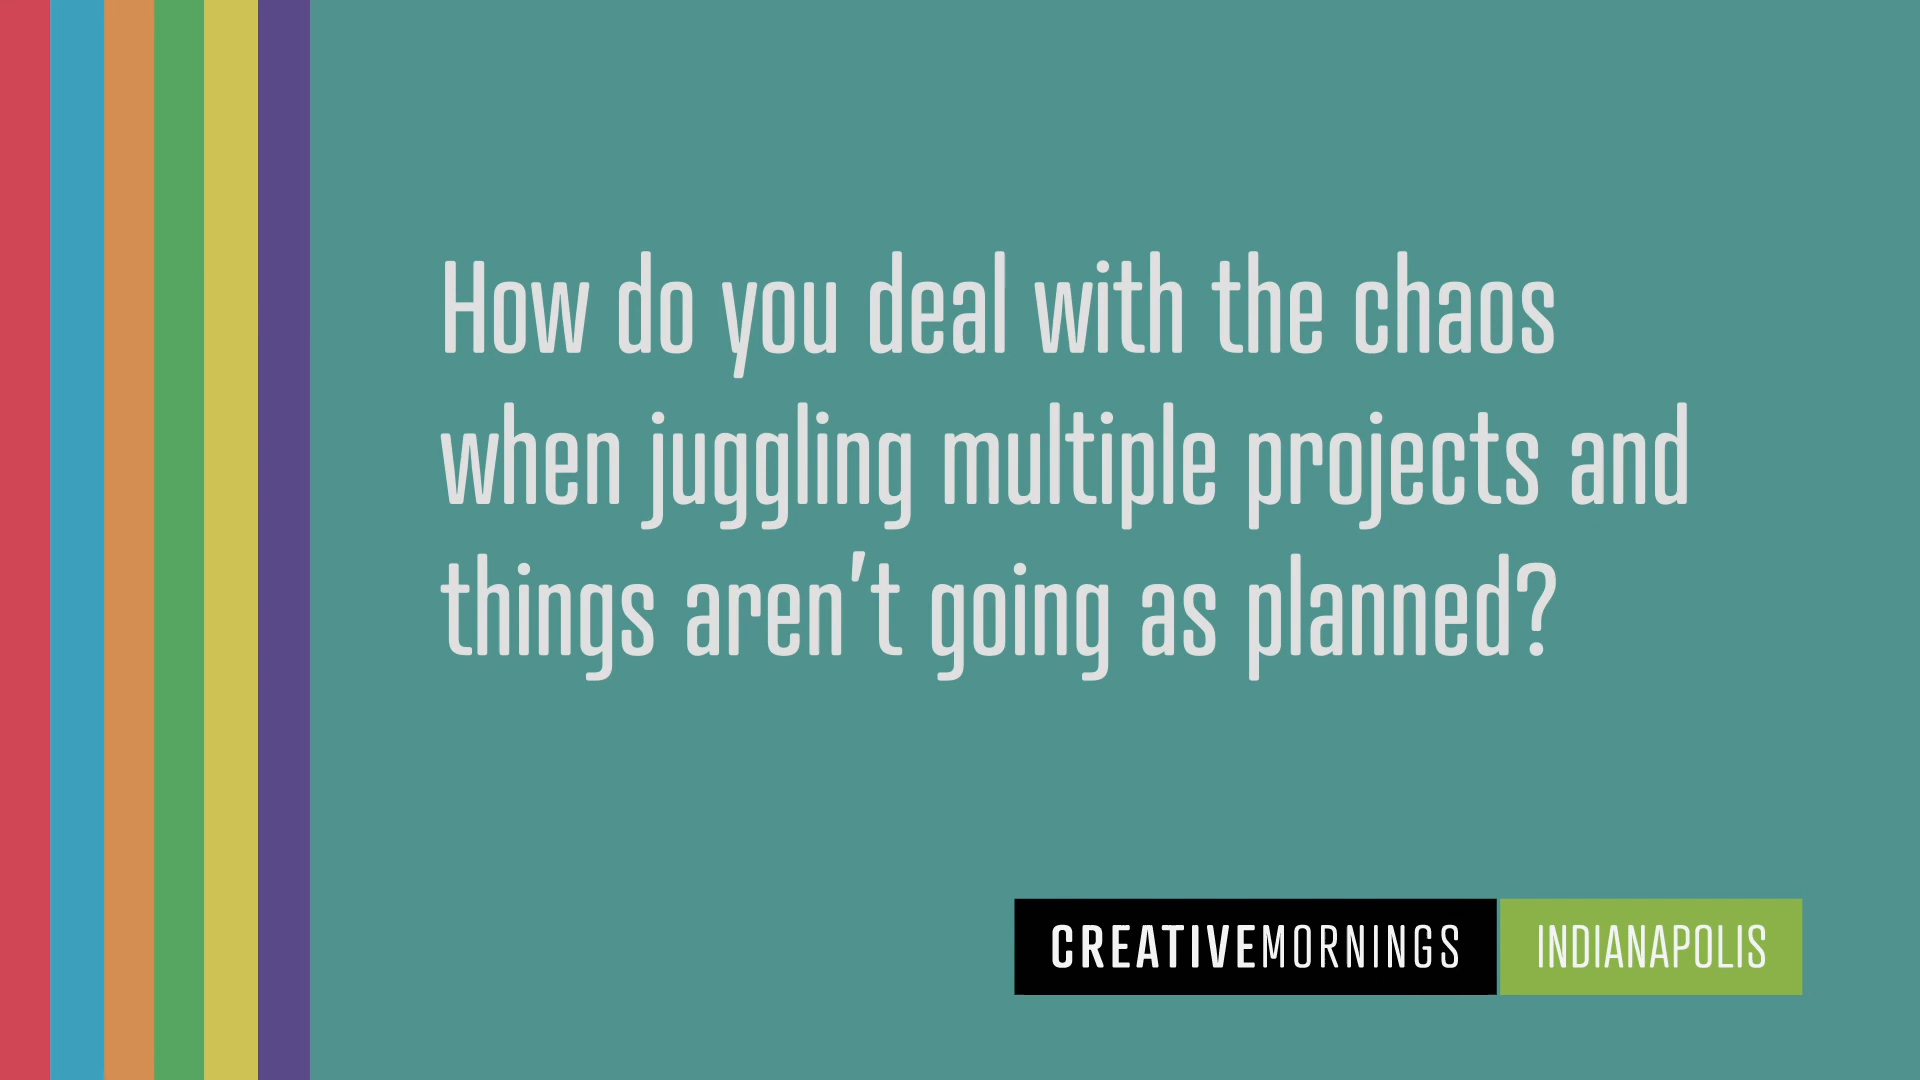 How do you deal with the chaos
when juggling multiple projects and
things aren’t going as planned?
CREATIVEMORNINGS INDIANAPOLIS